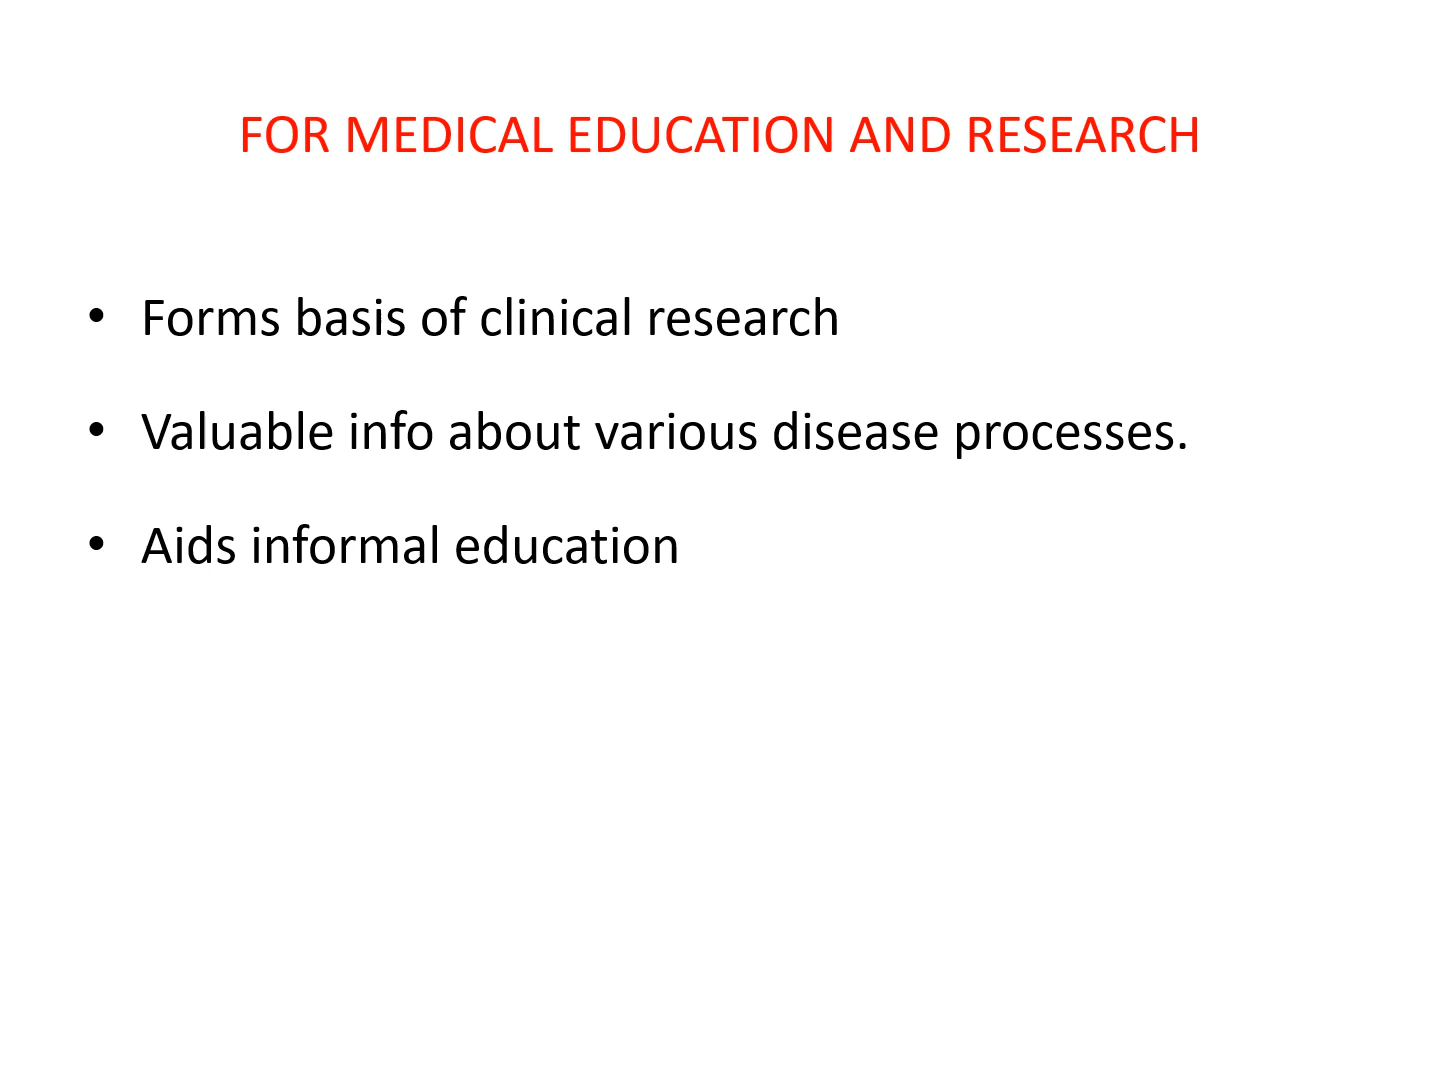 FOR MEDICAL EDUCATION AND RESEARCH
• Forms basis of clinical research
• Valuable info about various disease processes.
• Aids informal education